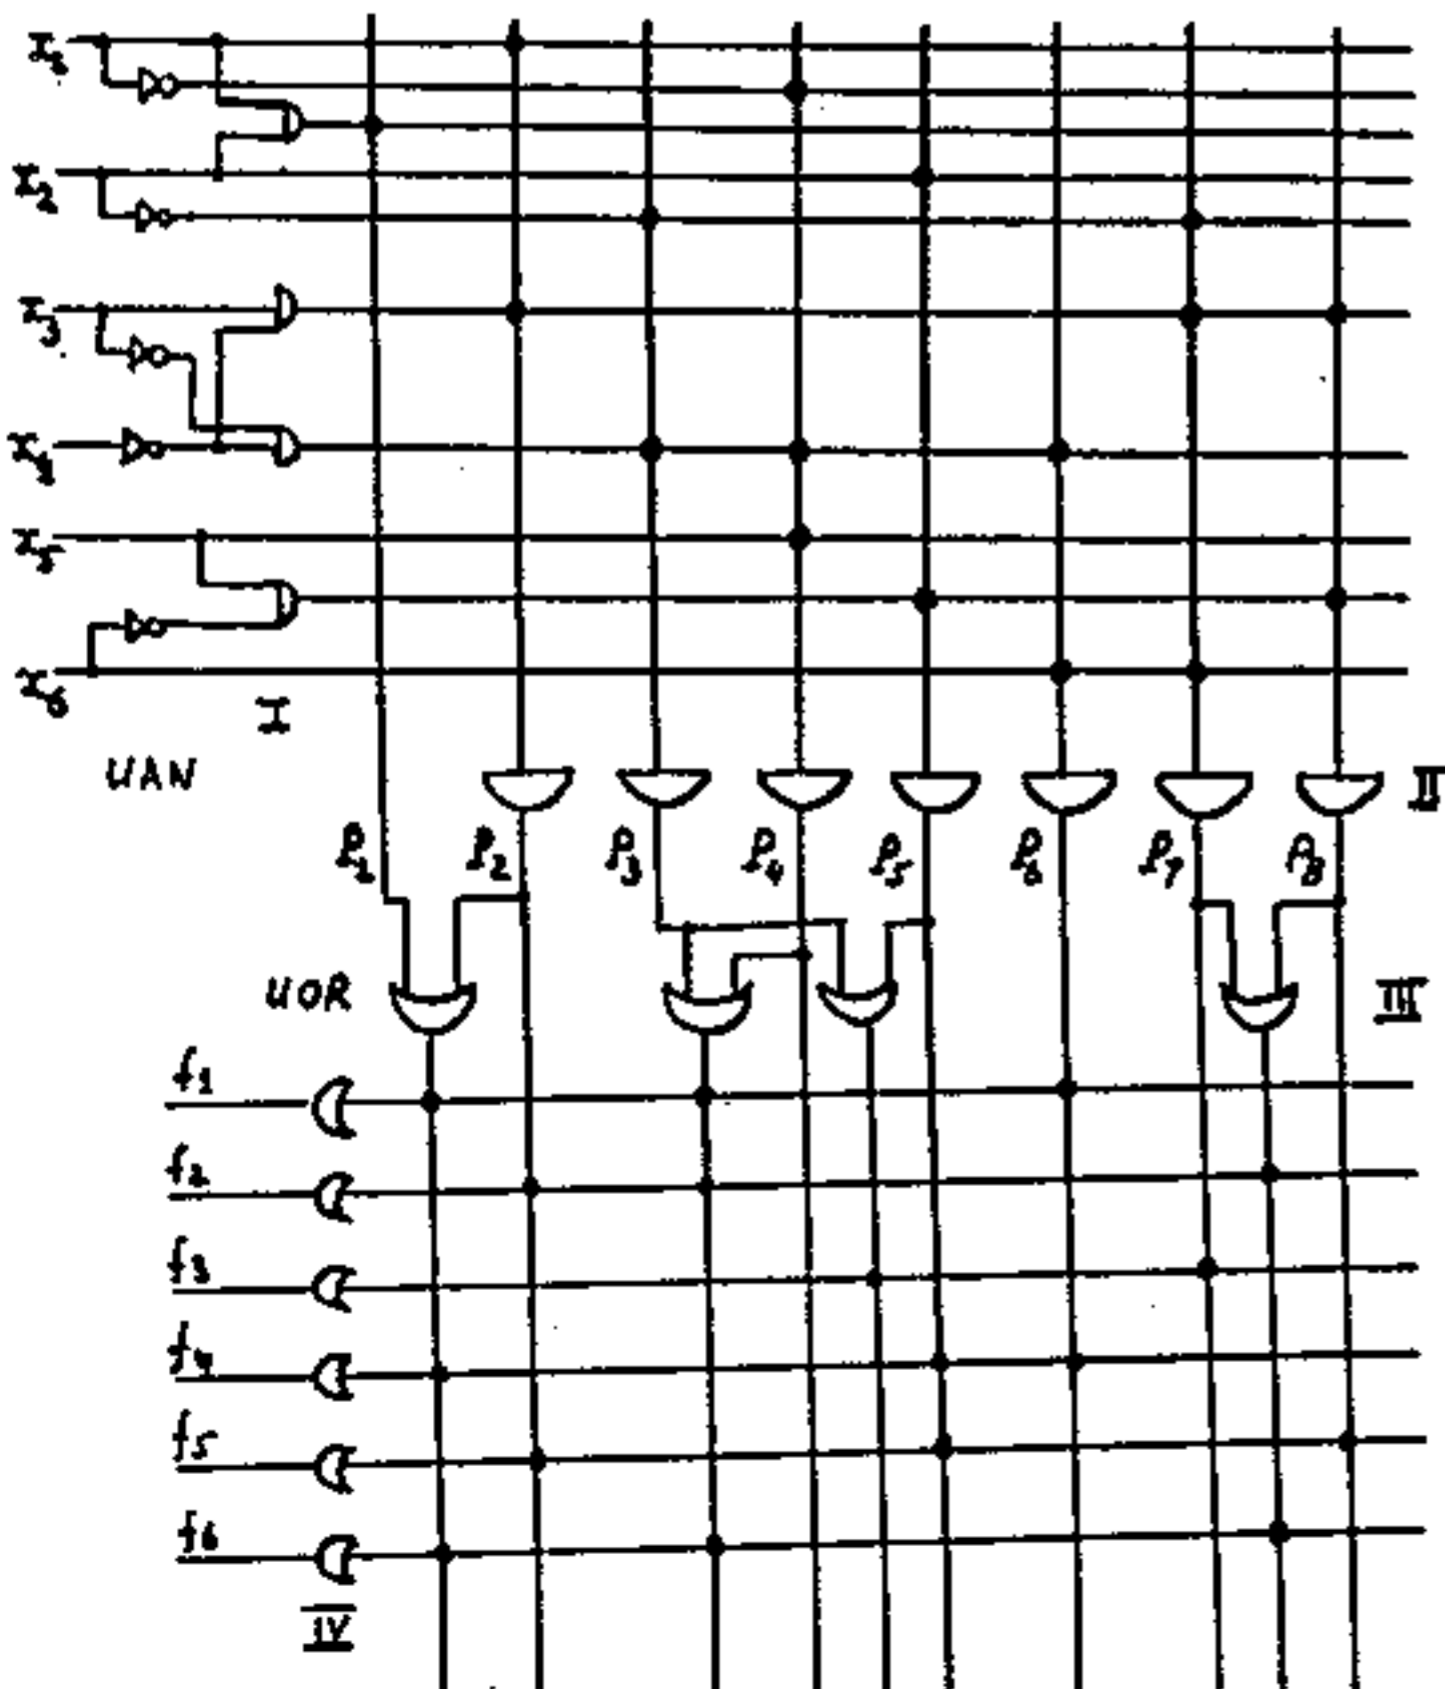 x₁
x₂
x₃
x₄
x₅
x₆
I
UAN
II
P₁ P₂ P₃ P₄ P₅ P₆ P₇ P₈
UOR
III
f₁
f₂
f₃
f₄
f₅
f₆
IV